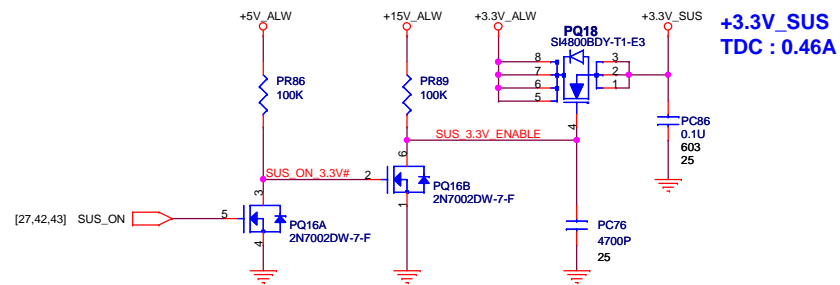 +5V_ALW
+15V_ALW
+3.3V_ALW
PQ18
SI4800BDY-T1-E3
+3.3V_SUS
+3.3V_SUS
TDC : 0.46A
8
7
6
5
3
2
1
4
PR86
100K
PR89
100K
SUS_3.3V_ENABLE
PC86
0.1U
603
25
SUS_ON_3.3V#
2
6
1
PQ16B
2N7002DW-7-F
3
5
4
[27,42,43]
SUS_ON
PQ16A
2N7002DW-7-F
PC76
4700P
25